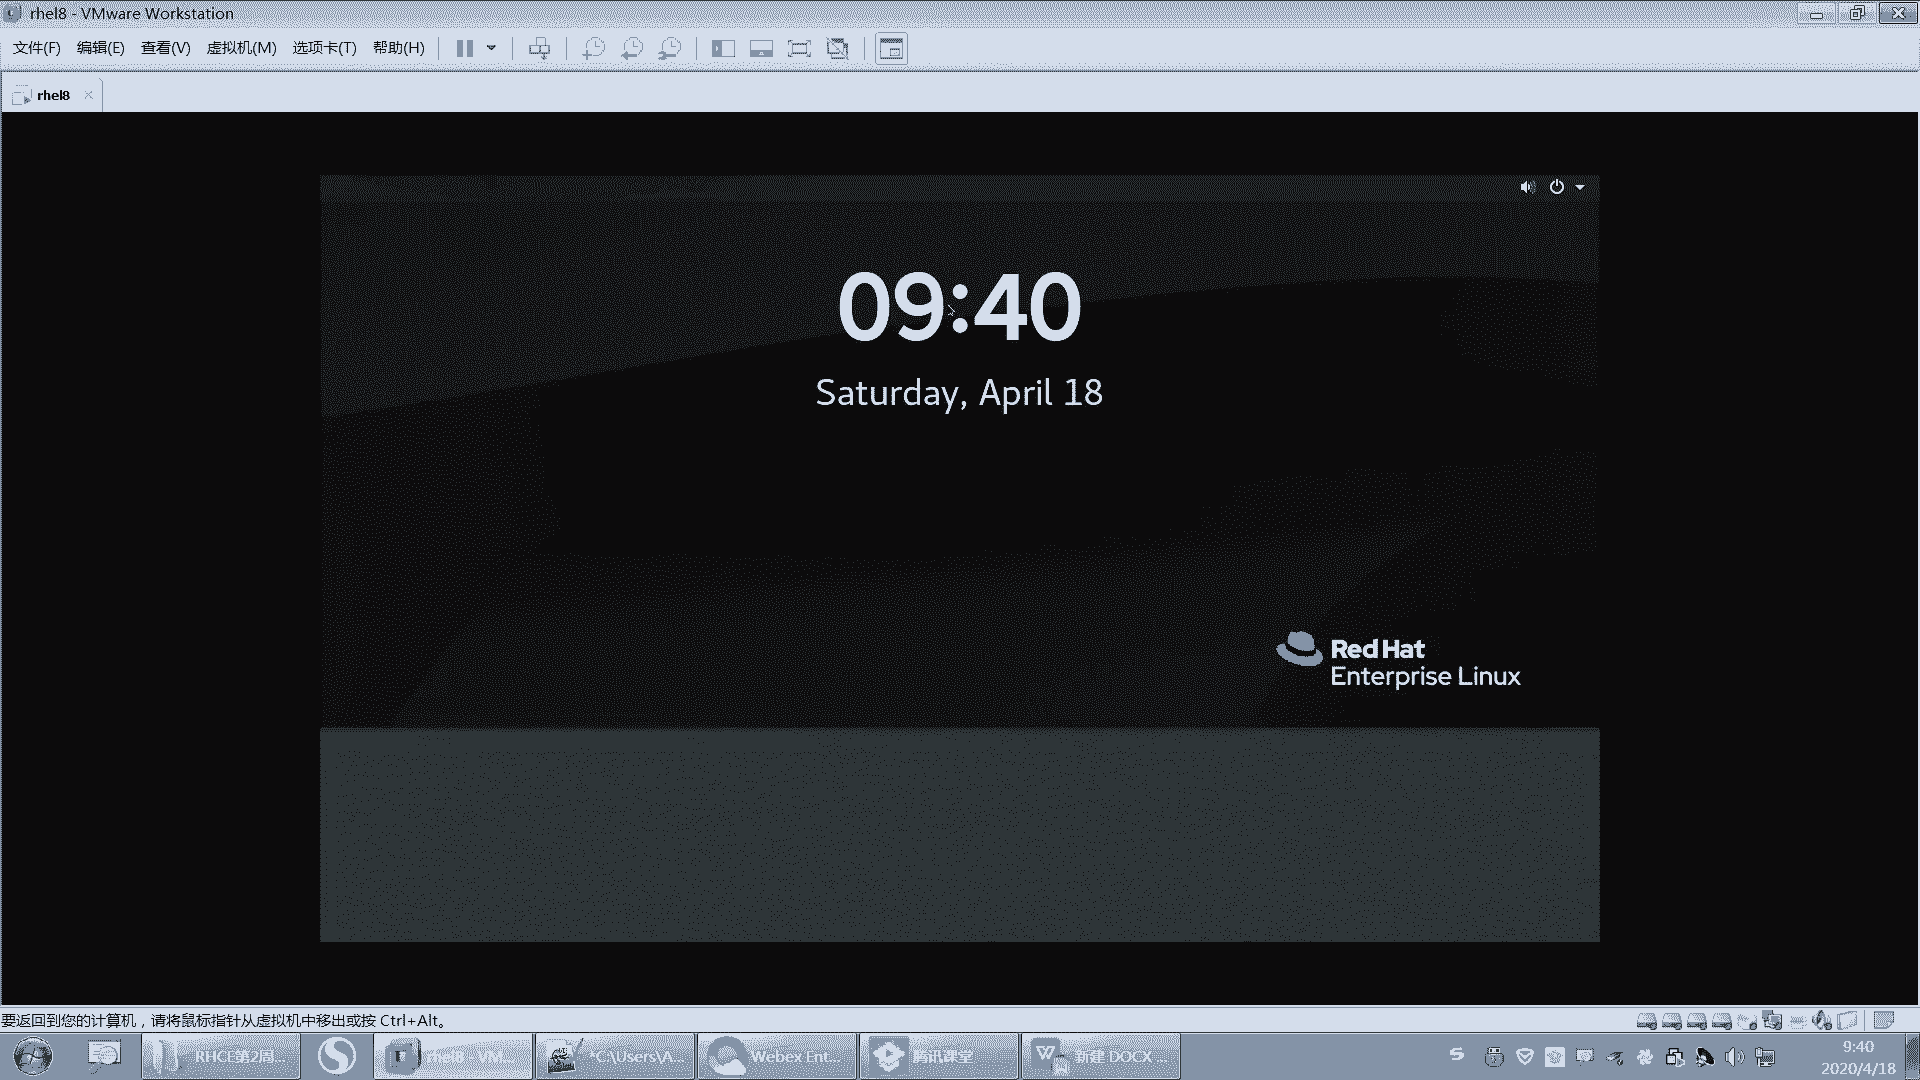 rhel8 - VMware Workstation
文件(F) 编辑(E) 查看(V) 虚拟机(M) 选项卡(T) 帮助(H)
rhel8
09:40
Saturday, April 18
Red Hat
Enterprise Linux
要返回到您的计算机，请将鼠标指针从虚拟机中移出或按 Ctrl+Alt。
RHCE第2周... rhel8 - VM... *C:\Users\A... Webex Ent... 腾讯课堂 新建 DOCX ...
9:40
2020/4/18